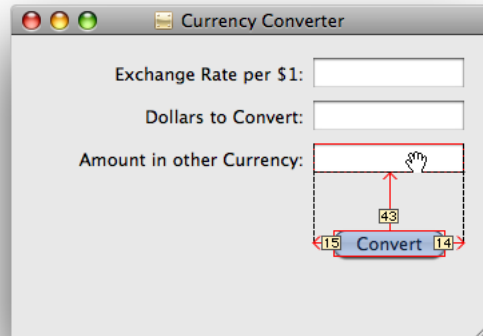 Currency Converter
Exchange Rate per $1:
Dollars to Convert:
Amount in other Currency:
43
15 Convert 14